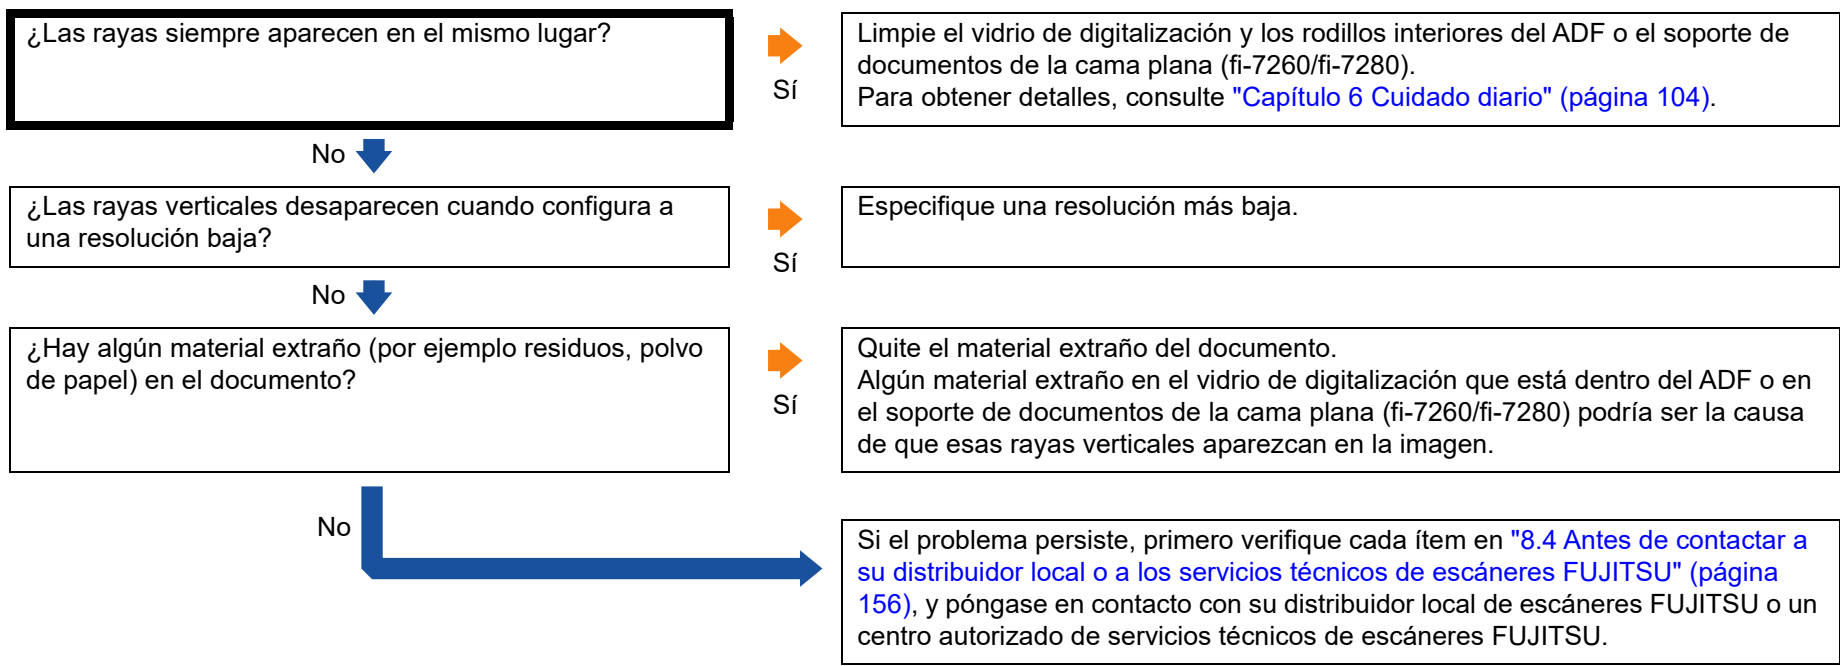 ¿Las rayas siempre aparecen en el mismo lugar?
Sí
Limpie el vidrio de digitalización y los rodillos interiores del ADF o el soporte de
documentos de la cama plana (fi-7260/fi-7280).
Para obtener detalles, consulte "Capítulo 6 Cuidado diario" (página 104).
No
¿Las rayas verticales desaparecen cuando configura a
una resolución baja?
Sí
Especifique una resolución más baja.
No
¿Hay algún material extraño (por ejemplo residuos, polvo
de papel) en el documento?
Sí
Quite el material extraño del documento.
Algún material extraño en el vidrio de digitalización que está dentro del ADF o en
el soporte de documentos de la cama plana (fi-7260/fi-7280) podría ser la causa
de que esas rayas verticales aparezcan en la imagen.
No
Si el problema persiste, primero verifique cada ítem en "8.4 Antes de contactar a
su distribuidor local o a los servicios técnicos de escáneres FUJITSU" (página
156), y póngase en contacto con su distribuidor local de escáneres FUJITSU o un
centro autorizado de servicios técnicos de escáneres FUJITSU.